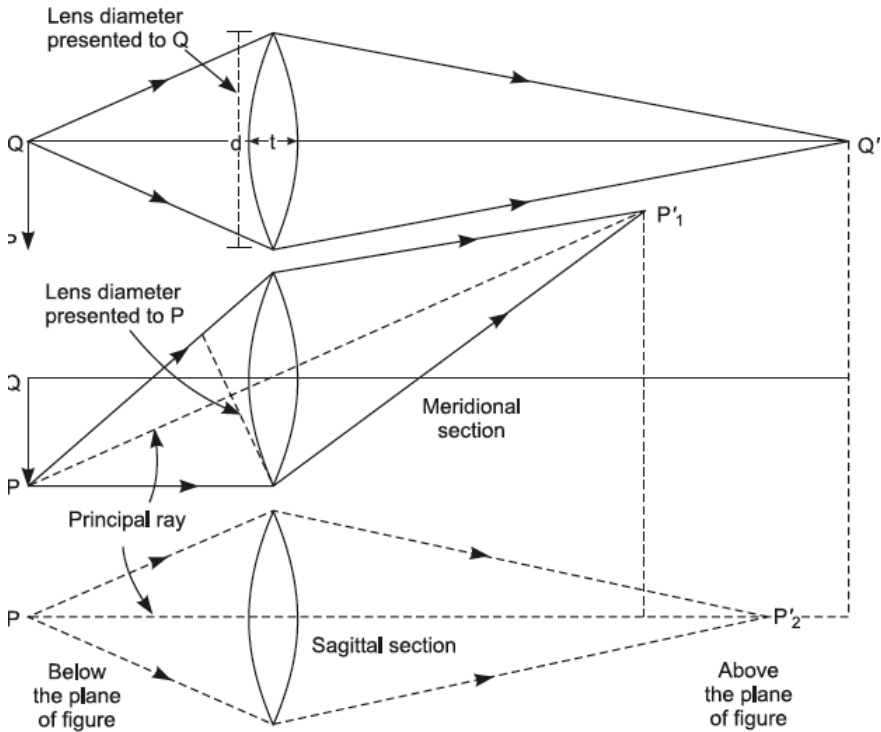 Lens diameter
presented to Q
Q
d
t
Q′
P
P′1
Lens diameter
presented to P
Q
Meridional
section
P
Principal ray
P
P′2
Sagittal section
Below
the plane
of figure
Above
the plane
of figure